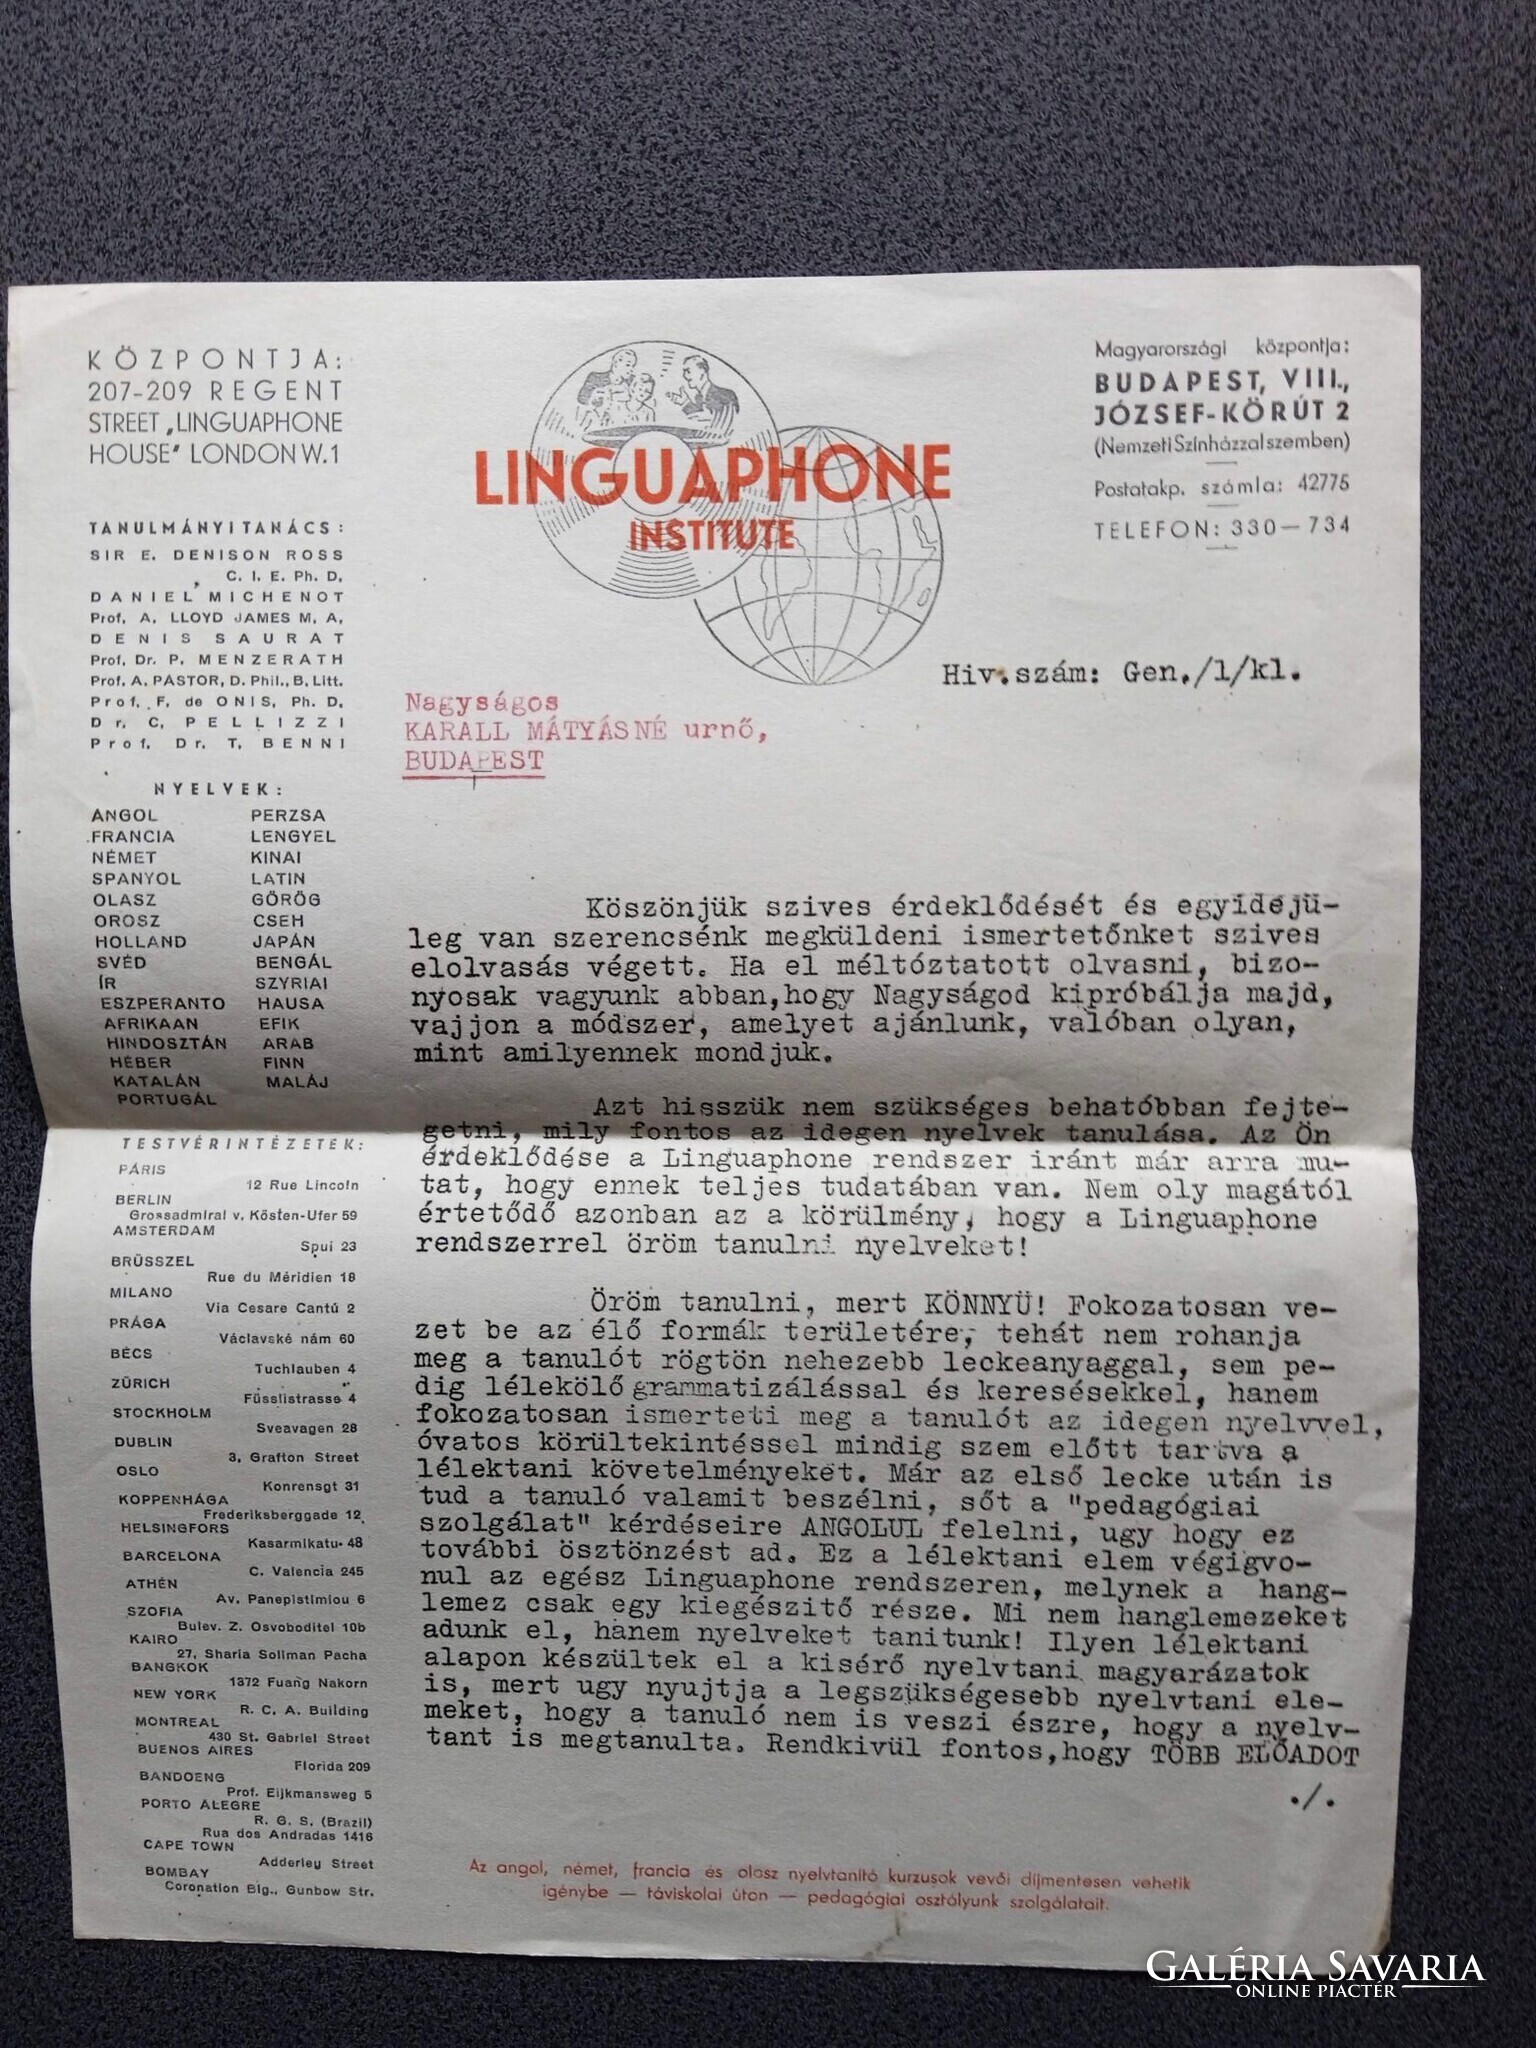 KÖZPONTJA:
207-209 REGENT
STREET „LINGUAPHONE
HOUSE" LONDON W.1
TANULMÁNYI TANÁCS:
SIR E. DENISON ROSS
C. I. E. Ph. D.
DANIEL MICHENOT
Prof. A. LLOYD JAMES M. A.
DENIS SAURAT
Prof. Dr. P. MENZERATH
Prof. A. PASTOR, D. Phil., B. Litt.
Prof. F. de ONIS, Ph. D.
Dr. C. PELLIZZI
Prof. Dr. T. BENNI
NYELVEK:
ANGOL PERZSA
FRANCIA LENGYEL
NÉMET KINAI
SPANYOL LATIN
OLASZ GÖRÖG
OROSZ CSEH
HOLLAND JAPÁN
SVÉD BENGÁL
ÍR SZYRIAI
ESZPERANTO HAUSA
AFRIKAAN EFIK
HINDOSZTÁN ARAB
HÉBER FINN
KATALÁN MALÁJ
PORTUGÁL
TESTVÉRINTÉZETEK:
PÁRIS
12 Rue Lincoln
BERLIN
Grossadmiral v. Kösten-Ufer 59
AMSTERDAM
Spui 23
BRÜSSZEL
Rue du Méridien 18
MILANO
Via Cesare Cantú 2
PRÁGA
Václavské nám 60
BÉCS
Tuchlauben 4
ZÜRICH
Füsslistrasse 4
STOCKHOLM
Sveavagen 28
DUBLIN
3, Grafton Street
OSLO
Konrensgt 31
KOPPENHÁGA
Frederiksberggade 12
HELSINGFORS
Kasarmikatu 48
BARCELONA
C. Valencia 245
ATHÉN
Av. Panepistimiou 6
SZOFIA
Bulev. Z. Osvoboditel 10b
KAIRO
27, Sharia Soliman Pacha
BANGKOK
1372 Fuang Nakorn
NEW YORK
R. C. A. Building
MONTREAL
430 St. Gabriel Street
BUENOS AIRES
Florida 209
BANDOENG
Prof. Eijkmansweg 5
PORTO ALEGRE
R. G. S. (Brazil)
Rua dos Andradas 1416
CAPE TOWN
Adderley Street
BOMBAY
Coronation Blg., Gunbow Str.
LINGUAPHONE
INSTITUTE
Magyarországi központja:
BUDAPEST, VIII.,
JÓZSEF-KÖRÚT 2
(Nemzeti Színházzal szemben)
Postatakp. számla: 42775
TELEFON: 330—734
Hiv.szám: Gen./1/kl.
Nagyságos
KARALL MÁTYÁSNÉ urnő,
BUDAPEST
Köszönjük szives érdeklődését és egyidejü-
leg van szerencsénk megküldeni ismertetőnket szives
elolvasás végett. Ha el méltóztatott olvasni, bizo-
nyosak vagyunk abban,hogy Nagyságod kipróbálja majd,
vajjon a módszer, amelyet ajánlunk, valóban olyan,
mint amilyennek mondjuk.
Azt hisszük nem szükséges behatóbban fejte-
getni, mily fontos az idegen nyelvek tanulása. Az Ön
érdeklődése a Linguaphone rendszer iránt már arra mu-
tat, hogy ennek teljes tudatában van. Nem oly magától
értetődő azonban az a körülmény, hogy a Linguaphone
rendszerrel öröm tanulni nyelveket!
Öröm tanulni, mert KÖNNYÜ! Fokozatosan ve-
zet be az élő formák területére, tehát nem rohanja
meg a tanulót rögtön nehezebb leckeanyaggal, sem pe-
dig lélekölő grammatizálással és keresésekkel, hanem
fokozatosan ismerteti meg a tanulót az idegen nyelvvel,
óvatos körültekintéssel mindig szem előtt tartva a
lélektani követelményeket. Már az első lecke után is
tud a tanuló valamit beszélni, sőt a "pedagógiai
szolgálat" kérdéseire ANGOLUL felelni, ugy hogy ez
további ösztönzést ad. Ez a lélektani elem végigvo-
nul az egész Linguaphone rendszeren, melynek a hang-
lemez csak egy kiegészitő része. Mi nem hanglemezeket
adunk el, hanem nyelveket tanitunk! Ilyen lélektani
alapon készültek el a kisérő nyelvtani magyarázatok
is, mert ugy nyujtja a legszükségesebb nyelvtani ele-
meket, hogy a tanuló nem is veszi észre, hogy a nyelv-
tant is megtanulta. Rendkivül fontos,hogy TÖBB ELŐADOT
./.
Az angol, német, francia és olasz nyelvtanító kurzusok vevői díjmentesen vehetik
igénybe — táviskolai úton — pedagógiai osztályunk szolgálatait.
GALÉRIA SAVARIA
ONLINE PIACTÉR